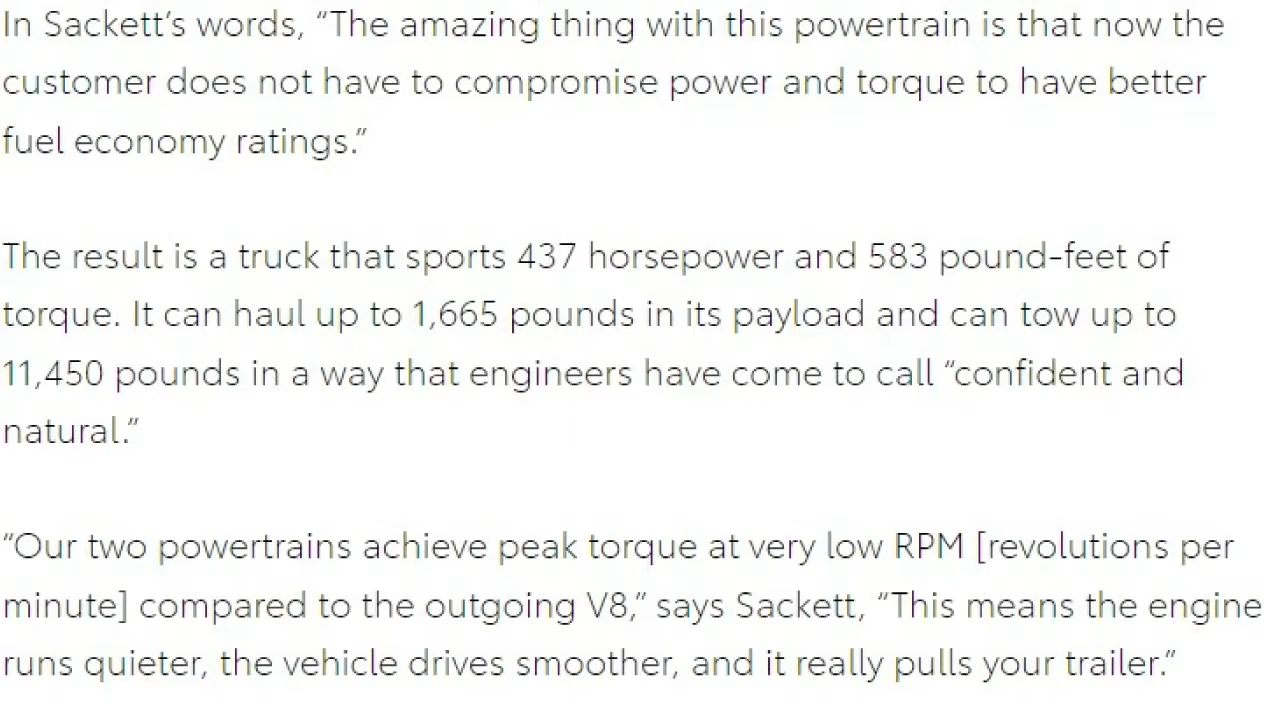 In Sackett’s words, “The amazing thing with this powertrain is that now the
customer does not have to compromise power and torque to have better
fuel economy ratings.”
The result is a truck that sports 437 horsepower and 583 pound-feet of
torque. It can haul up to 1,665 pounds in its payload and can tow up to
11,450 pounds in a way that engineers have come to call “confident and
natural.”
“Our two powertrains achieve peak torque at very low RPM [revolutions per
minute] compared to the outgoing V8,” says Sackett, “This means the engine
runs quieter, the vehicle drives smoother, and it really pulls your trailer.”